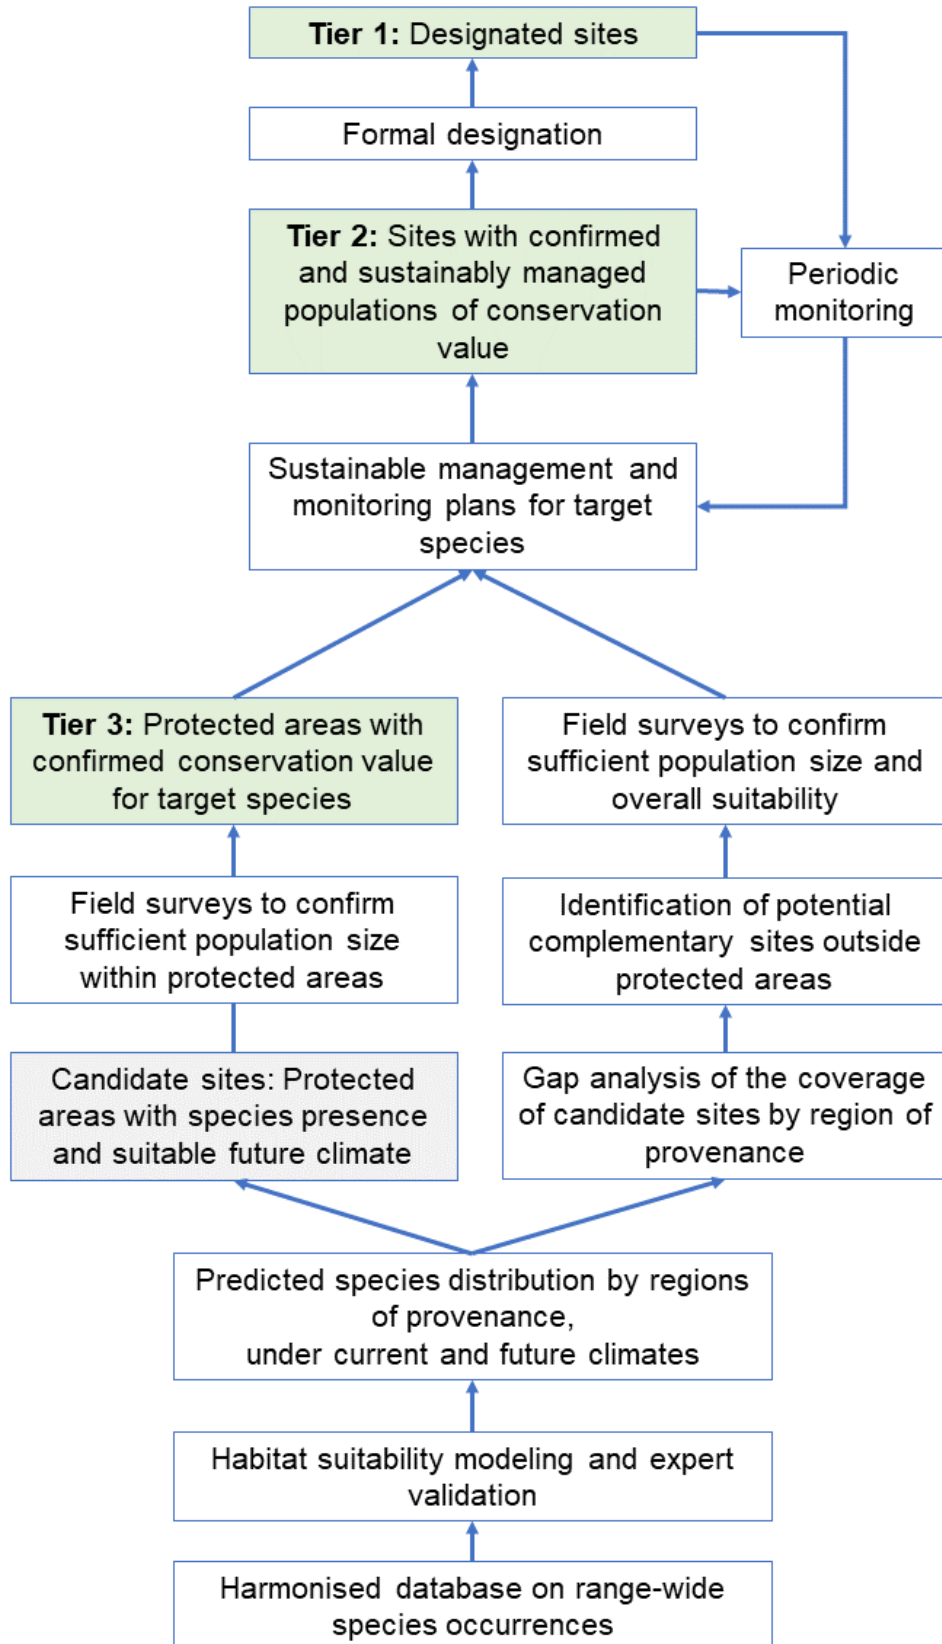 Tier 1: Designated sites
Formal designation
Tier 2: Sites with confirmed
and sustainably managed
populations of conservation
value
Periodic
monitoring
Sustainable management and
monitoring plans for target
species
Tier 3: Protected areas with
confirmed conservation value
for target species
Field surveys to confirm
sufficient population size and
overall suitability
Field surveys to confirm
sufficient population size
within protected areas
Identification of potential
complementary sites outside
protected areas
Candidate sites: Protected
areas with species presence
and suitable future climate
Gap analysis of the coverage
of candidate sites by region of
provenance
Predicted species distribution by regions
of provenance,
under current and future climates
Habitat suitability modeling and expert
validation
Harmonised database on range-wide
species occurrences